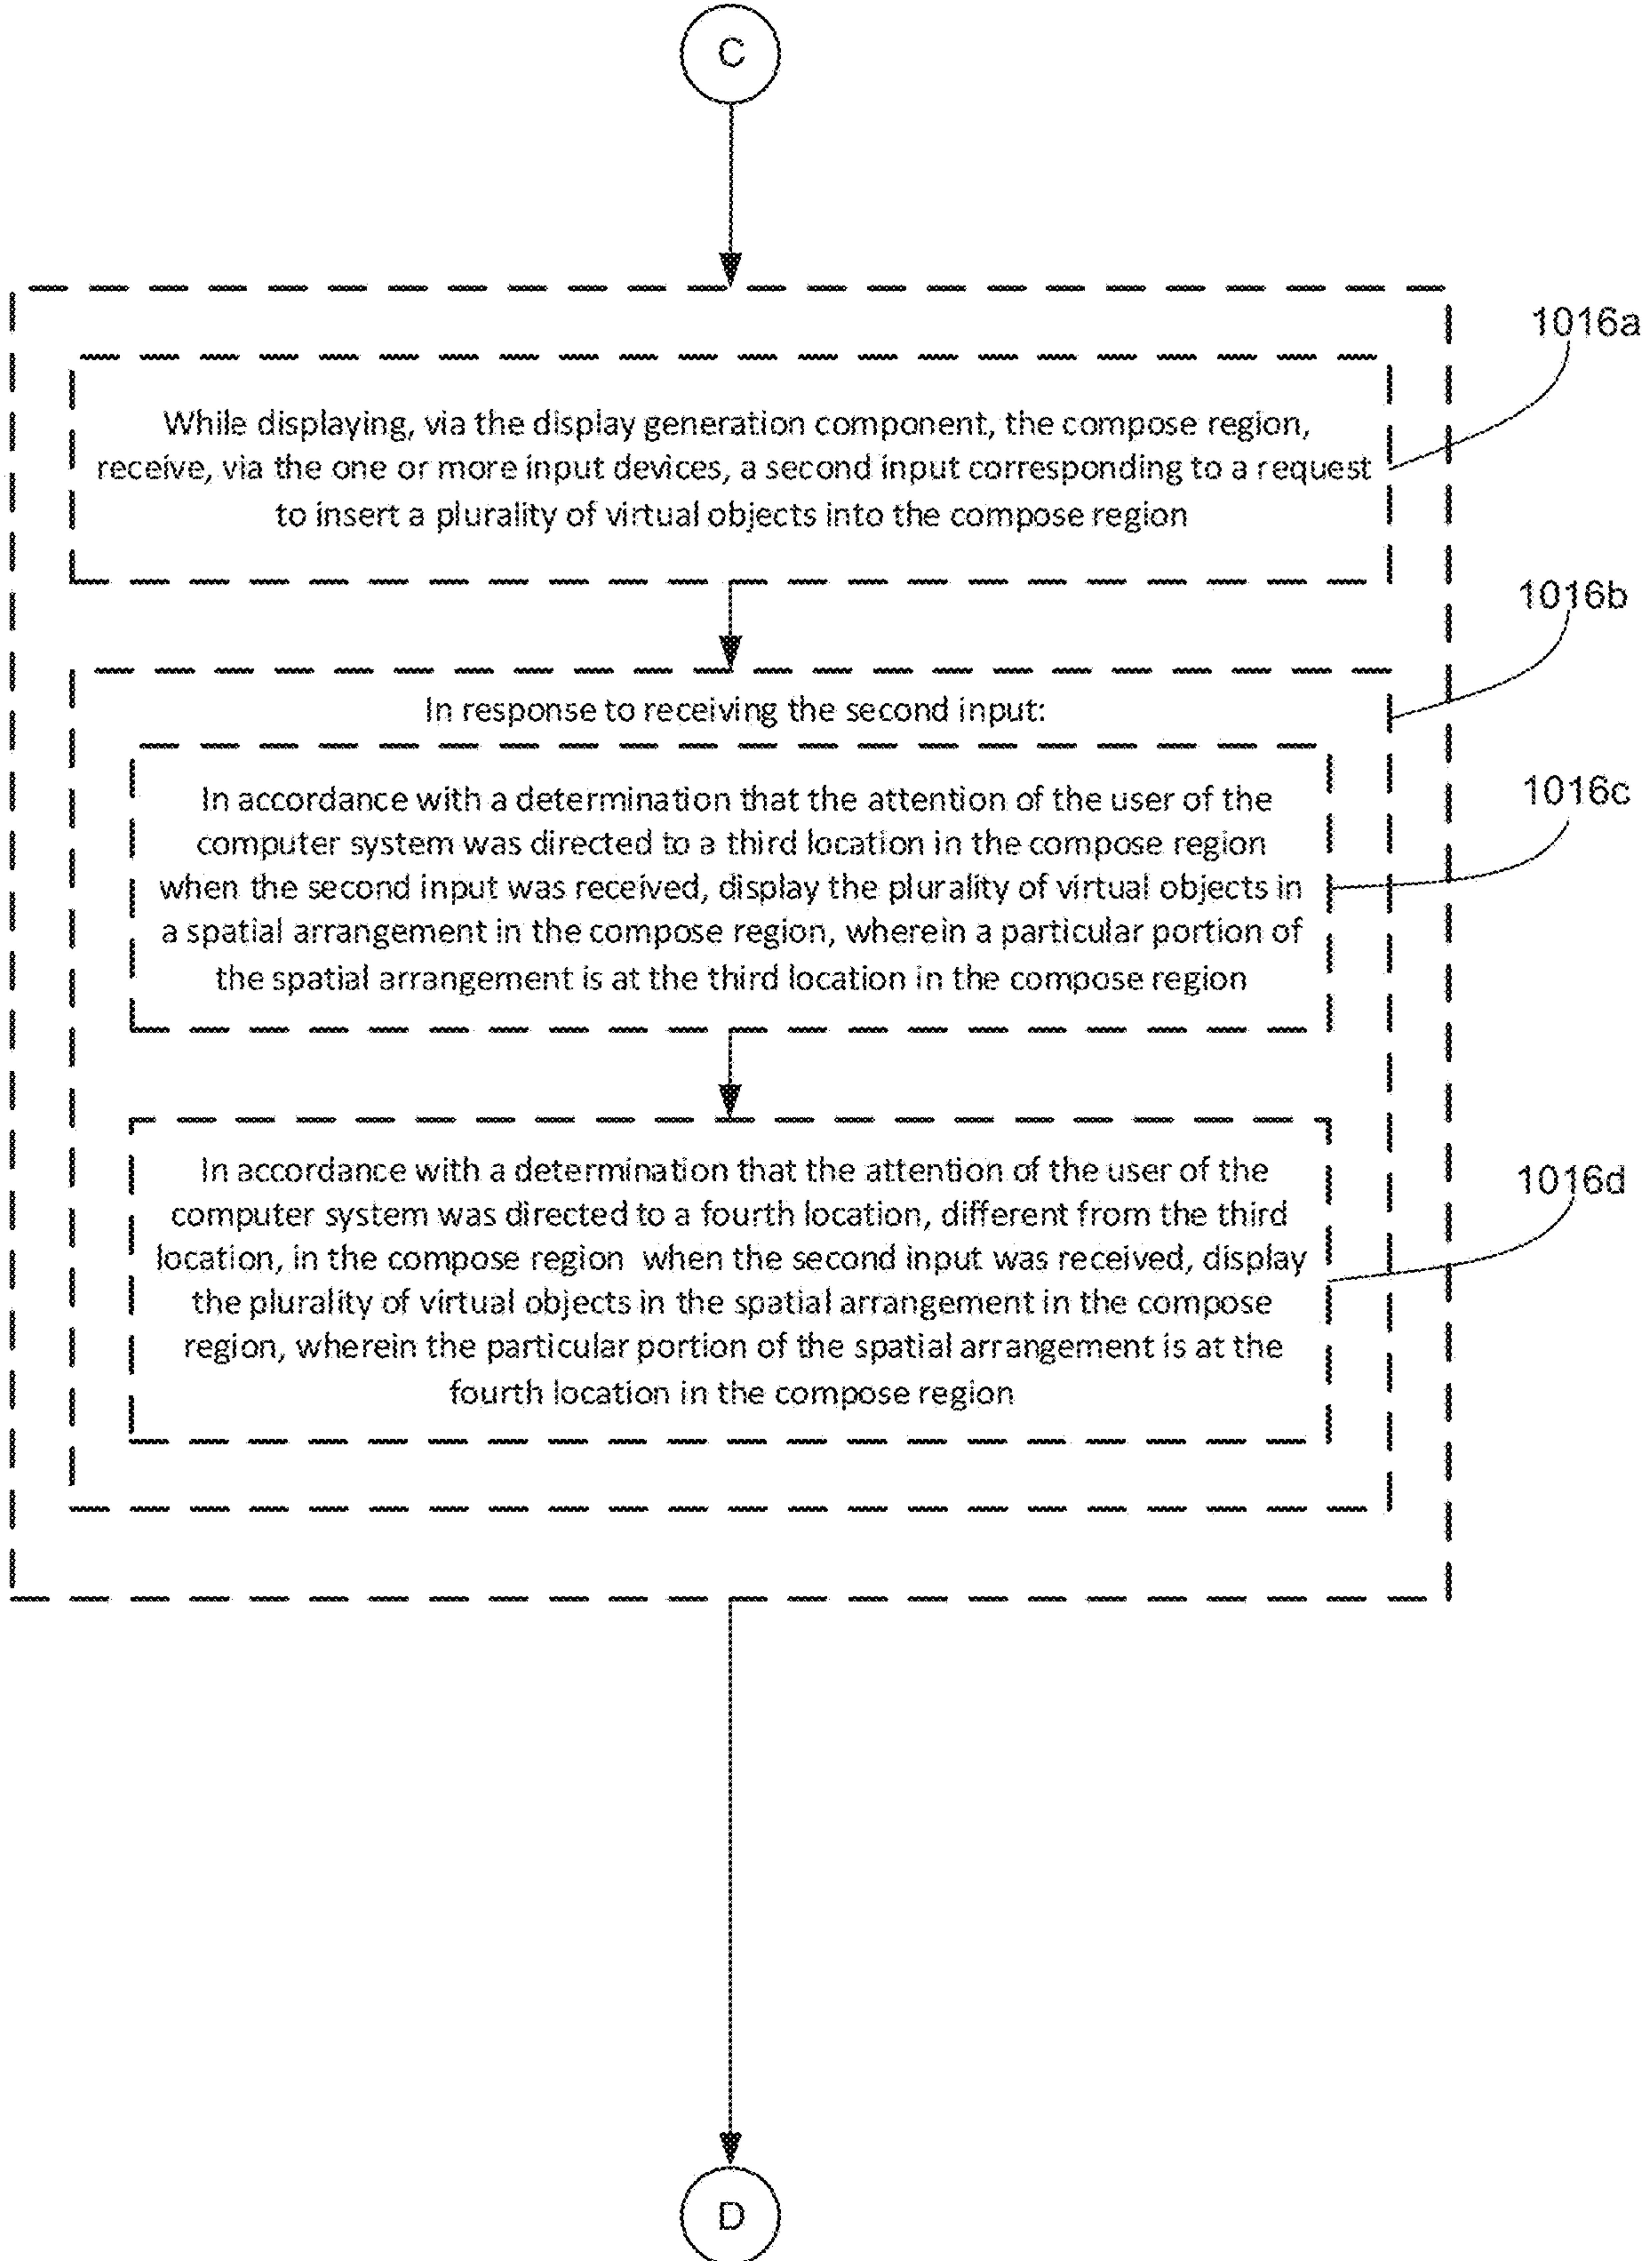 C
1016a
While displaying, via the display generation component, the compose region,
receive, via the one or more input devices, a second input corresponding to a request
to insert a plurality of virtual objects into the compose region
1016b
In response to receiving the second input:
1016c
In accordance with a determination that the attention of the user of the
computer system was directed to a third location in the compose region
when the second input was received, display the plurality of virtual objects in
a spatial arrangement in the compose region, wherein a particular portion of
the spatial arrangement is at the third location in the compose region
1016d
In accordance with a determination that the attention of the user of the
computer system was directed to a fourth location, different from the third
location, in the compose region when the second input was received, display
the plurality of virtual objects in the spatial arrangement in the compose
region, wherein the particular portion of the spatial arrangement is at the
fourth location in the compose region
D